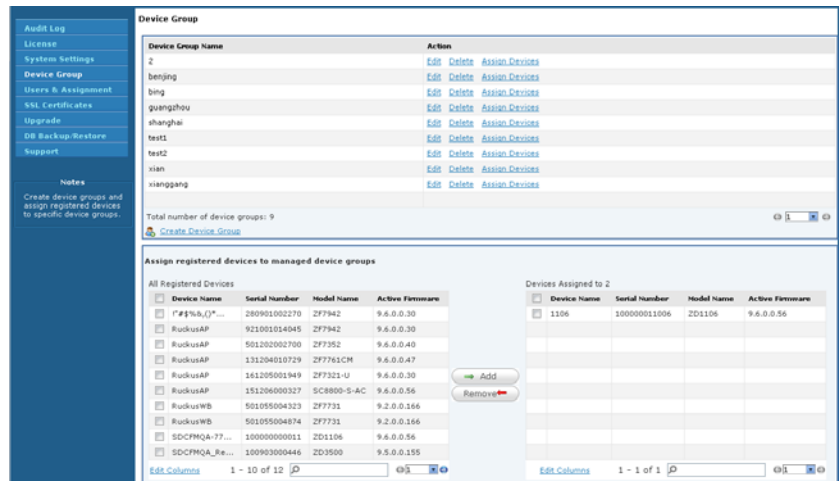 Device Group
Audit Log
License
System Settings
Device Group
Users & Assignment
SSL Certificates
Upgrade
DB Backup/Restore
Support
Notes
Create device groups and
assign registered devices
to specific device groups.
Device Group Name Action
2 Edit Delete Assign Devices
benjing Edit Delete Assign Devices
bing Edit Delete Assign Devices
guangzhou Edit Delete Assign Devices
shanghai Edit Delete Assign Devices
test1 Edit Delete Assign Devices
test2 Edit Delete Assign Devices
xian Edit Delete Assign Devices
xianggang Edit Delete Assign Devices
Total number of device groups: 9 1
Create Device Group
Assign registered devices to managed device groups
All Registered Devices
Device Name Serial Number Model Name Active Firmware
!"#$%&,()*... 280901002270 ZF7942 9.6.0.0.30
RuckusAP 921001014045 ZF7942 9.6.0.0.30
RuckusAP 501202002700 ZF7352 9.6.0.0.40
RuckusAP 131204010729 ZF7761CM 9.6.0.0.47
RuckusAP 161205001949 ZF7321-U 9.6.0.0.30
RuckusAP 151206000327 SC8800-S-AC 9.6.0.0.56
RuckusWB 501055004323 ZF7731 9.2.0.0.166
RuckusWB 501055004874 ZF7731 9.2.0.0.166
SDCFMQA-77... 100000000011 ZD1106 9.6.0.0.56
SDCFMQA_Re... 100903000446 ZD3500 9.5.0.0.155
Edit Columns 1 - 10 of 12 1
Add
Remove
Devices Assigned to 2
Device Name Serial Number Model Name Active Firmware
1106 100000011006 ZD1106 9.6.0.0.56
Edit Columns 1 - 1 of 1 1